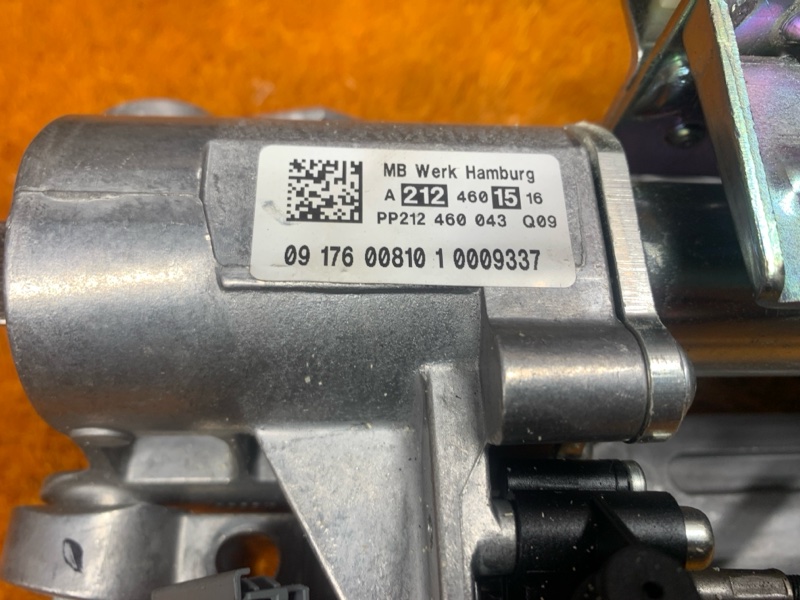 MB Werk Hamburg
A 212 460 15 16
PP212 460 043 Q09
09 176 00810 1 0009337